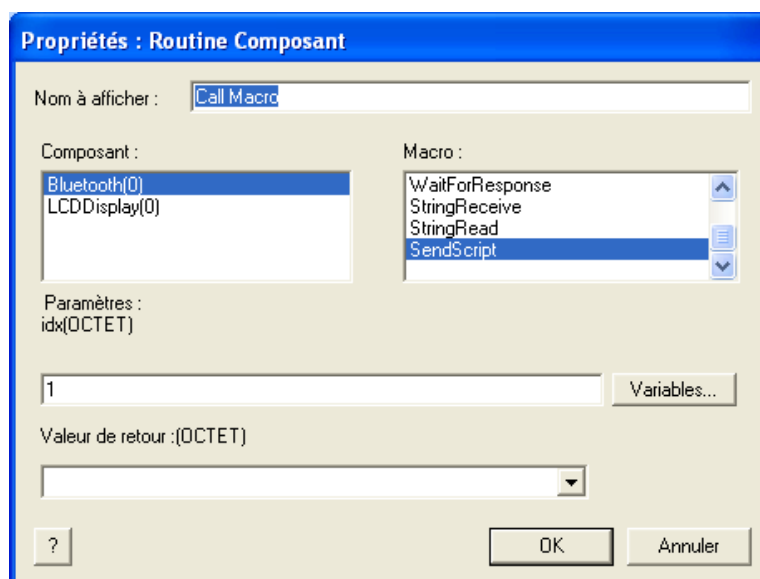 Propriétés : Routine Composant
Nom à afficher :
Call Macro
Composant :
Bluetooth(0)
LCDDisplay(0)
Macro :
WaitForResponse
StringReceive
StringRead
SendScript
Paramètres :
idx(OCTET)
1
Variables...
Valeur de retour :(OCTET)
?
OK
Annuler